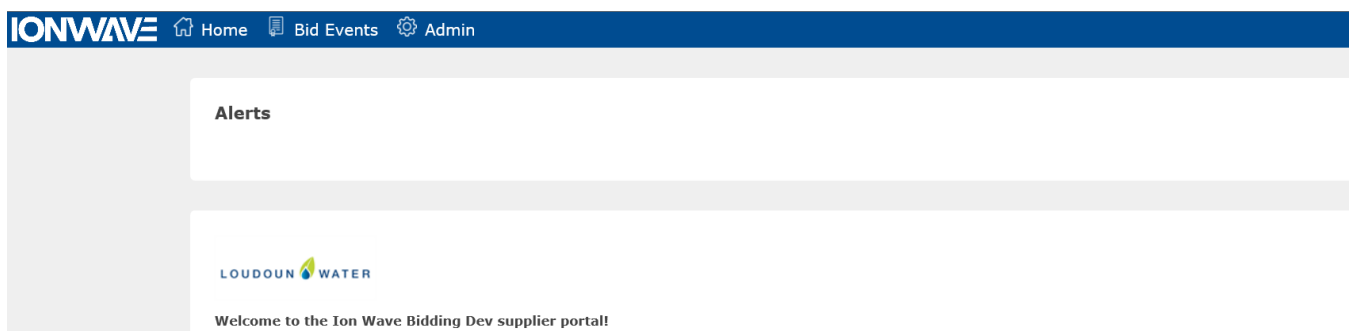 IONWAVE Home Bid Events Admin
Alerts
LOUDOUN WATER
Welcome to the Ion Wave Bidding Dev supplier portal!